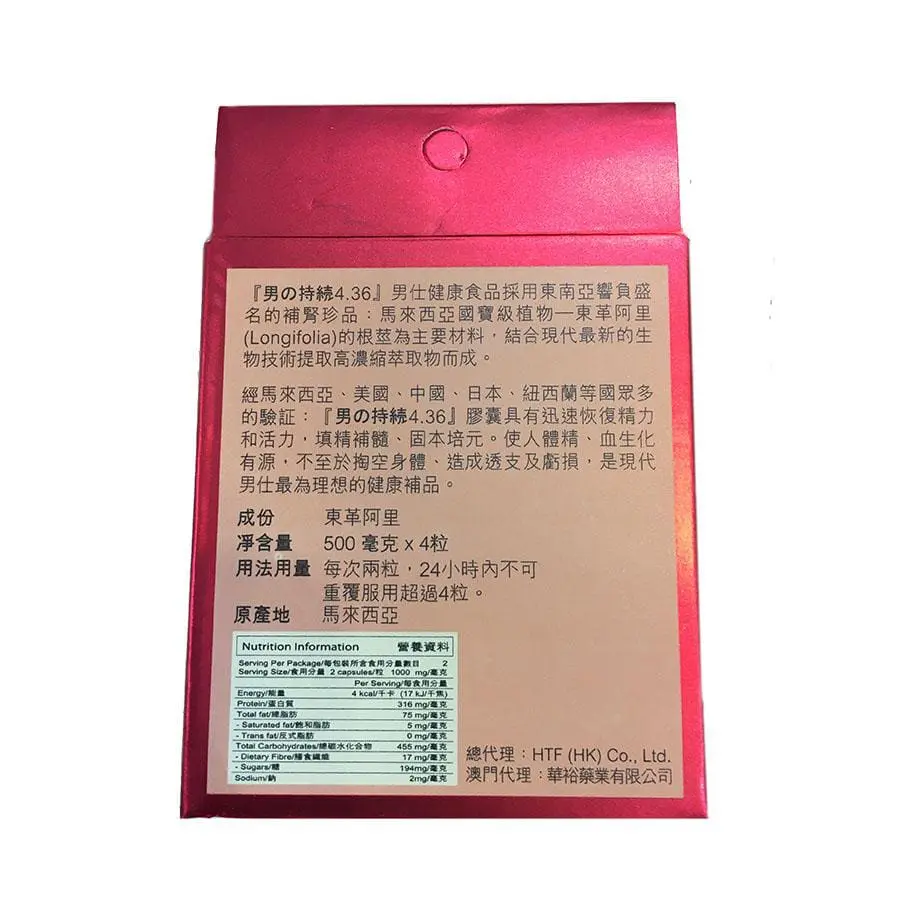 『男の持続4.36』男仕健康食品採用東南亞響負盛
名的補腎珍品：馬來西亞國寶級植物—東革阿里
(Longifolia)的根莖為主要材料，結合現代最新的生
物技術提取高濃縮萃取物而成。
經馬來西亞、美國、中國、日本、紐西蘭等國眾多
的驗証：『男の持続4.36』膠囊具有迅速恢復精力
和活力，填精補髓、固本培元。使人體精、血生化
有源，不至於掏空身體、造成透支及虧損，是現代
男仕最為理想的健康補品。
成份 東革阿里
凈含量 500 毫克 x 4粒
用法用量 每次兩粒，24小時內不可
重覆服用超過4粒。
原產地 馬來西亞
Nutrition Information 營養資料
Serving Per Package/每包裝所含食用分量數目 2
Serving Size/食用分量 2 capsules/粒 1000 mg/毫克
Per Serving/每食用分量
Energy/能量 4 kcal/千卡 (17 kJ/千焦)
Protein/蛋白質 316 mg/毫克
Total fat/總脂肪 75 mg/毫克
- Saturated fat/飽和脂肪 5 mg/毫克
- Trans fat/反式脂肪 0 mg/毫克
Total Carbohydrates/總碳水化合物 455 mg/毫克
- Dietary Fibre/膳食纖維 17 mg/毫克
- Sugars/糖 194mg/毫克
Sodium/鈉 2mg/毫克
總代理：HTF (HK) Co., Ltd.
澳門代理：華裕藥業有限公司